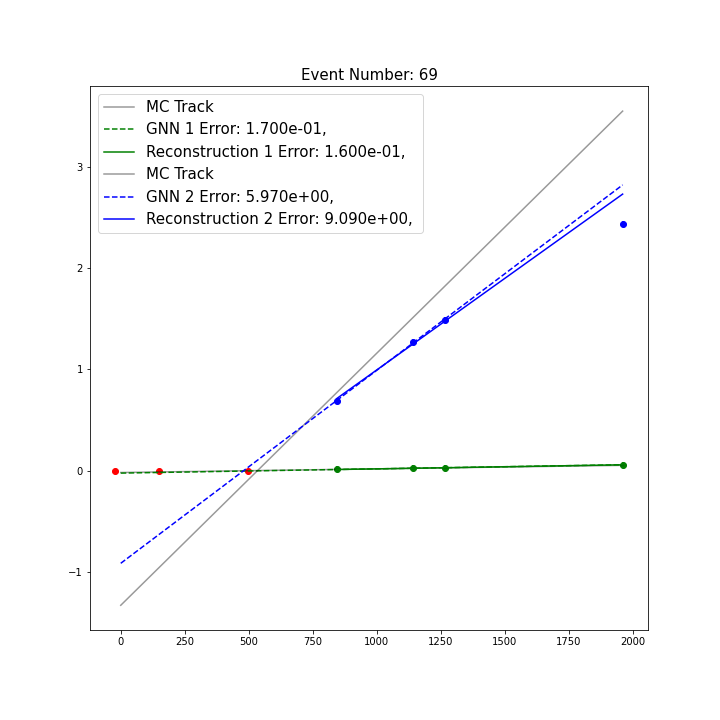 Event Number: 69
MC Track
GNN 1 Error: 1.700e-01,
Reconstruction 1 Error: 1.600e-01,
MC Track
GNN 2 Error: 5.970e+00,
Reconstruction 2 Error: 9.090e+00,
3
2
1
0
−1
0 250 500 750 1000 1250 1500 1750 2000